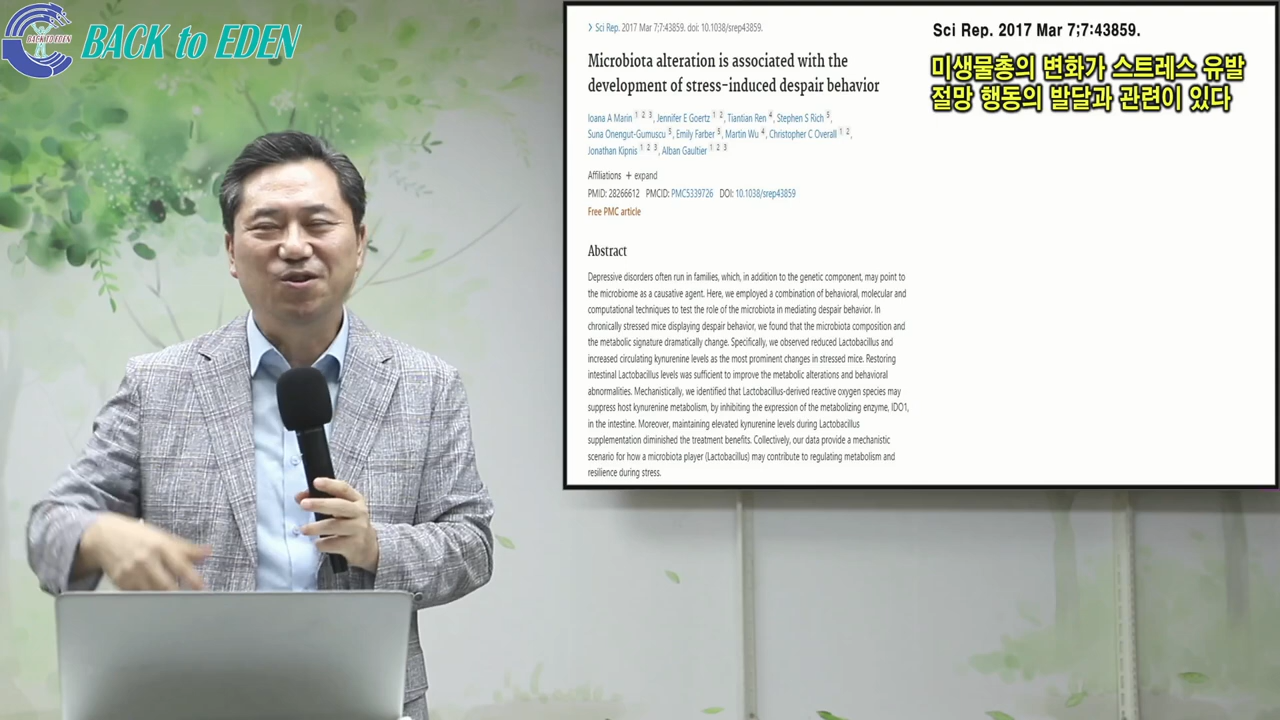 BACK TO EDEN
BACK to EDEN
Sci Rep. 2017 Mar 7;7:43859. doi: 10.1038/srep43859.
Microbiota alteration is associated with the
development of stress-induced despair behavior
Ioana A Marin 1 2 3, Jennifer E Goertz 1 2, Tiantian Ren 4, Stephen S Rich 5,
Suna Onengut-Gumuscu 5, Emily Farber 5, Martin Wu 4, Christopher C Overall 1 2,
Jonathan Kipnis 1 2 3, Alban Gaultier 1 2 3
Affiliations + expand
PMID: 28266612 PMCID: PMC5339726 DOI: 10.1038/srep43859
Free PMC article
Abstract
Depressive disorders often run in families, which, in addition to the genetic component, may point to
the microbiome as a causative agent. Here, we employed a combination of behavioral, molecular and
computational techniques to test the role of the microbiota in mediating despair behavior. In
chronically stressed mice displaying despair behavior, we found that the microbiota composition and
the metabolic signature dramatically change. Specifically, we observed reduced Lactobacillus and
increased circulating kynurenine levels as the most prominent changes in stressed mice. Restoring
intestinal Lactobacillus levels was sufficient to improve the metabolic alterations and behavioral
abnormalities. Mechanistically, we identified that Lactobacillus-derived reactive oxygen species may
suppress host kynurenine metabolism, by inhibiting the expression of the metabolizing enzyme, IDO1,
in the intestine. Moreover, maintaining elevated kynurenine levels during Lactobacillus
supplementation diminished the treatment benefits. Collectively, our data provide a mechanistic
scenario for how a microbiota player (Lactobacillus) may contribute to regulating metabolism and
resilience during stress.
Sci Rep. 2017 Mar 7;7:43859.
미생물총의 변화가 스트레스 유발
절망 행동의 발달과 관련이 있다